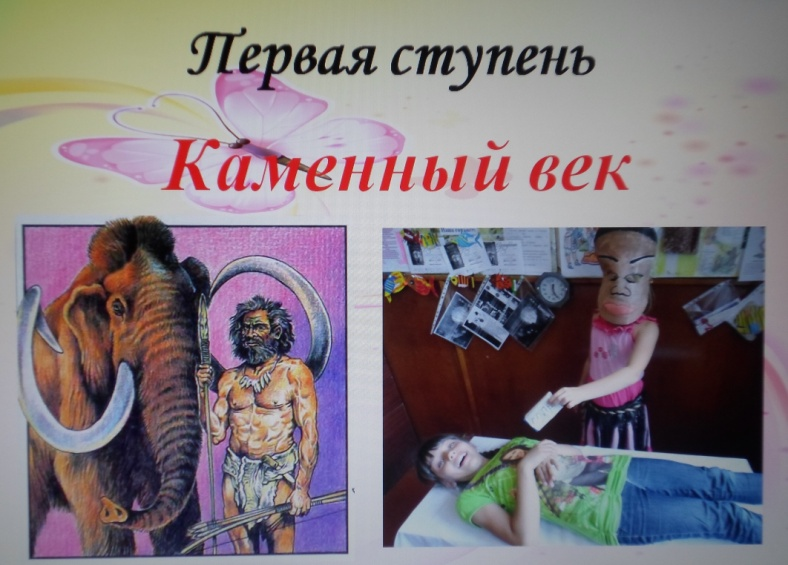 Первая ступень
Каменный век